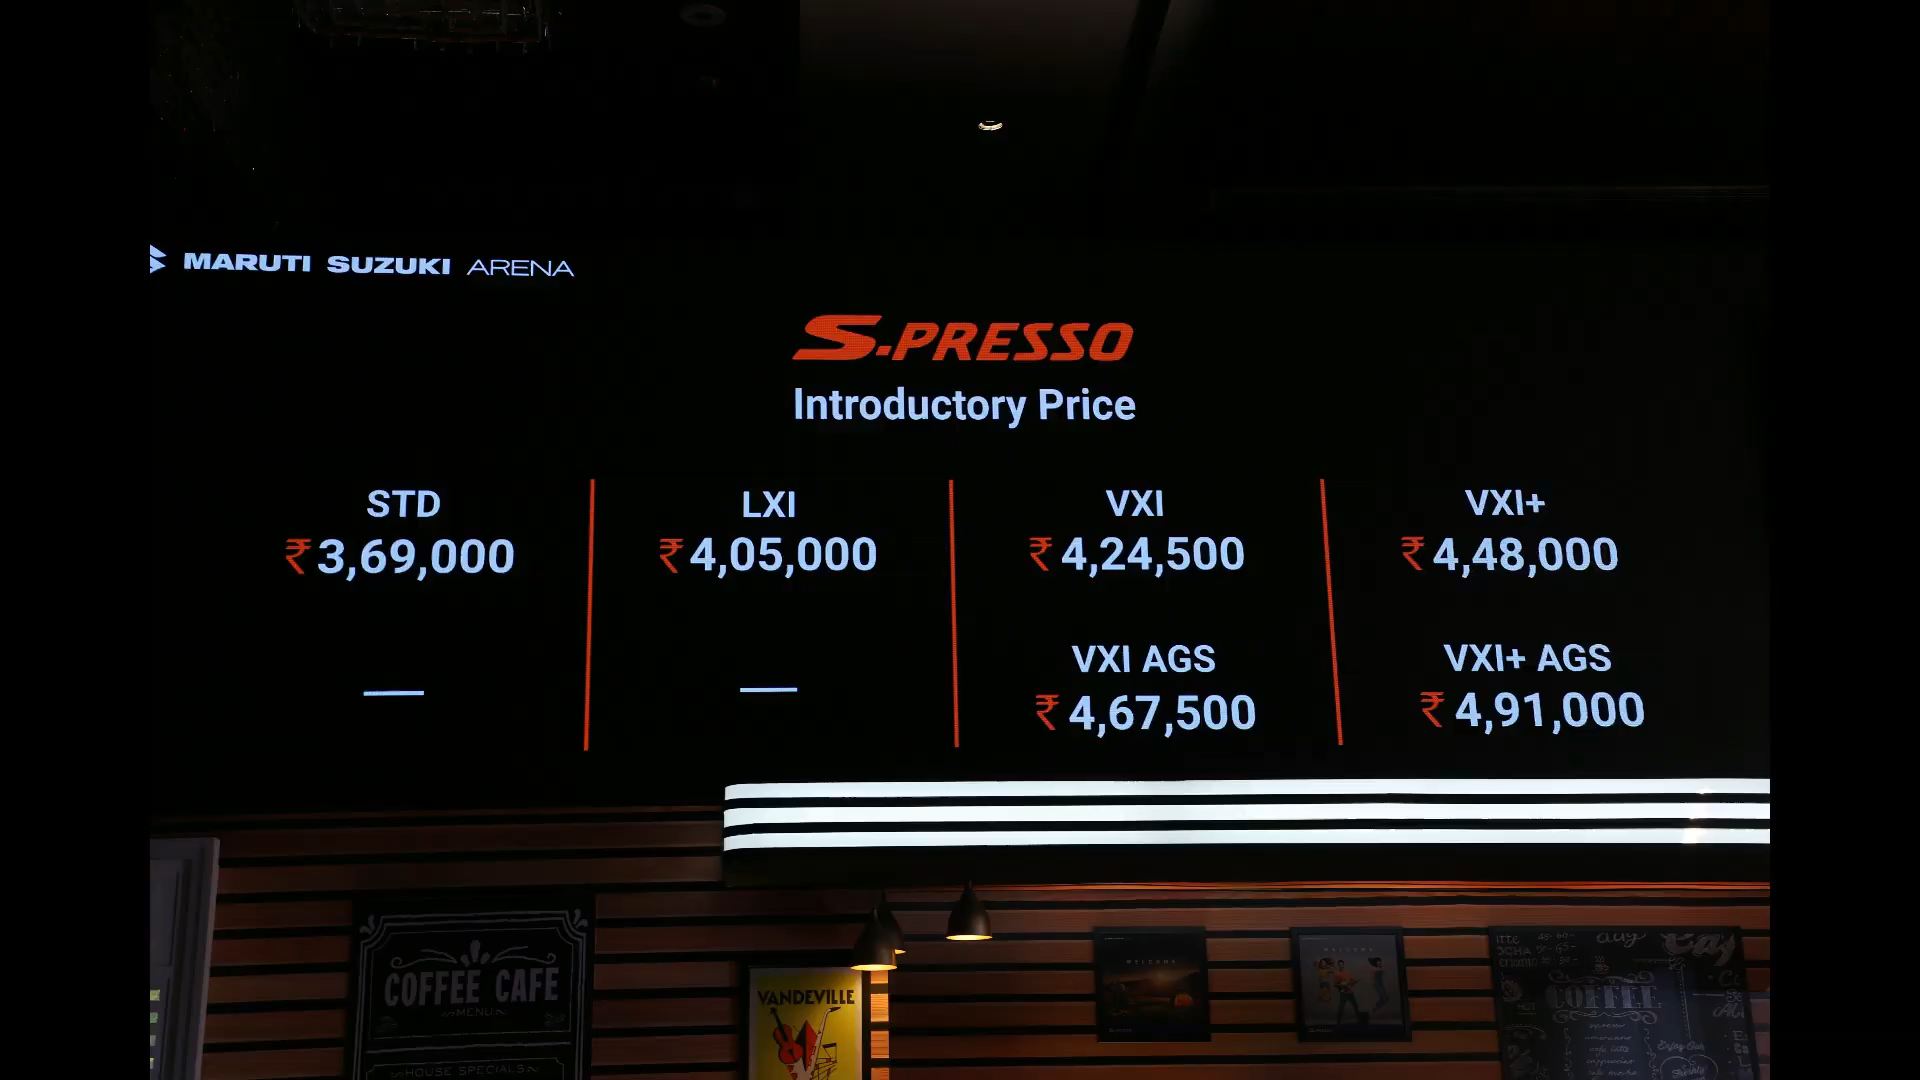 MARUTI SUZUKI ARENA
S.PRESSO
Introductory Price
STD
₹3,69,000
LXI
₹4,05,000
VXI
₹4,24,500
VXI+
₹4,48,000
—
—
VXI AGS
₹4,67,500
VXI+ AGS
₹4,91,000
COFFEE CAFE
MENU
HOUSE SPECIALS
VANDEVILLE
WELCOME
WELCOME
COFFEE